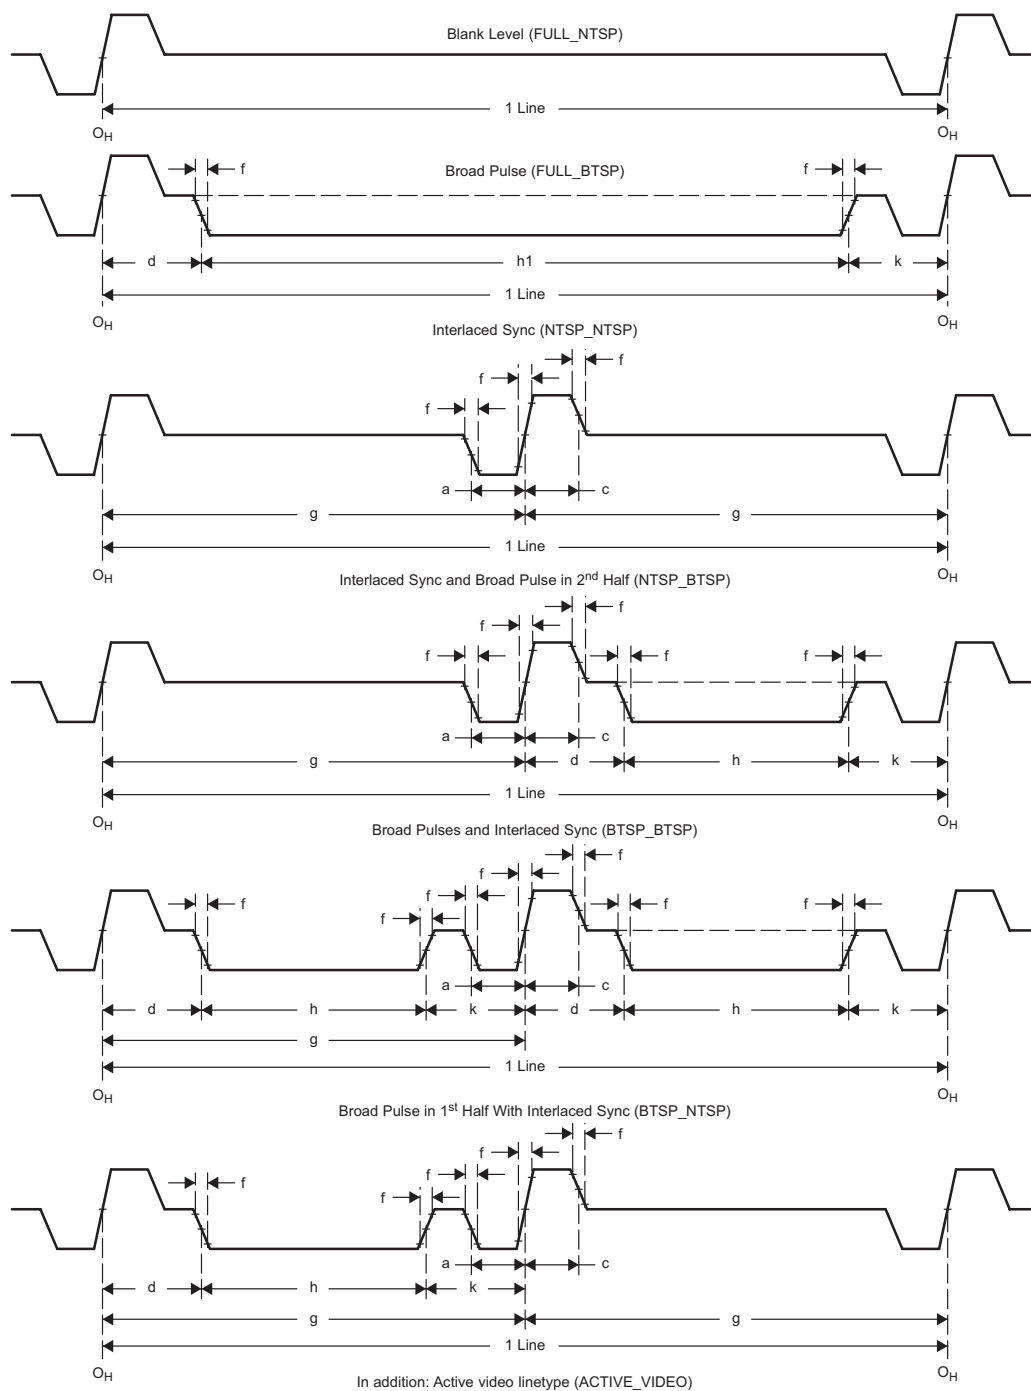 Blank Level (FULL_NTSP)
1 Line
O_H O_H
f Broad Pulse (FULL_BTSP) f
d h1 k
1 Line
O_H O_H
Interlaced Sync (NTSP_NTSP)
f
f
f
a c
g g
1 Line
O_H O_H
Interlaced Sync and Broad Pulse in 2nd Half (NTSP_BTSP)
f
f
f f f
a c
g d h k
1 Line
O_H O_H
Broad Pulses and Interlaced Sync (BTSP_BTSP)
f
f
f
f f f f
a c
d h k d h k
g
1 Line
O_H O_H
Broad Pulse in 1st Half With Interlaced Sync (BTSP_NTSP)
f
f
f
f f
a c
d h k
g g
1 Line
O_H O_H
In addition: Active video linetype (ACTIVE_VIDEO)